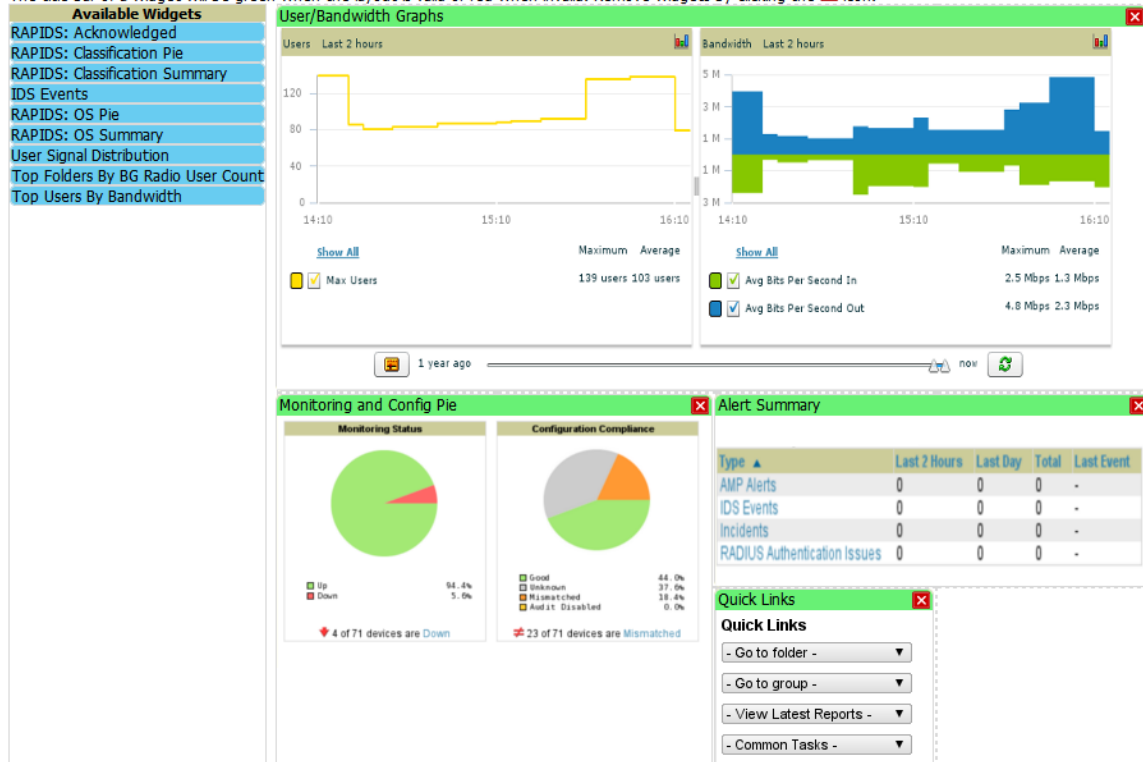 Available Widgets
RAPIDS: Acknowledged
RAPIDS: Classification Pie
RAPIDS: Classification Summary
IDS Events
RAPIDS: OS Pie
RAPIDS: OS Summary
User Signal Distribution
Top Folders By BG Radio User Count
Top Users By Bandwidth
User/Bandwidth Graphs
Users Last 2 hours
120
80
40
0
14:10 15:10 16:10
Show All Maximum Average
Max Users 139 users 103 users
Bandwidth Last 2 hours
5 M
3 M
1 M
1 M
3 M
14:10 15:10 16:10
Show All Maximum Average
Avg Bits Per Second In 2.5 Mbps 1.3 Mbps
Avg Bits Per Second Out 4.8 Mbps 2.3 Mbps
1 year ago now
Monitoring and Config Pie
Monitoring Status
Up 94.4%
Down 5.6%
4 of 71 devices are Down
Configuration Compliance
Good 44.0%
Unknown 37.6%
Mismatched 18.4%
Audit Disabled 0.0%
23 of 71 devices are Mismatched
Alert Summary
Type ▲ Last 2 Hours Last Day Total Last Event
AMP Alerts 0 0 0 -
IDS Events 0 0 0 -
Incidents 0 0 0 -
RADIUS Authentication Issues 0 0 0 -
Quick Links
Quick Links
- Go to folder -
- Go to group -
- View Latest Reports -
- Common Tasks -